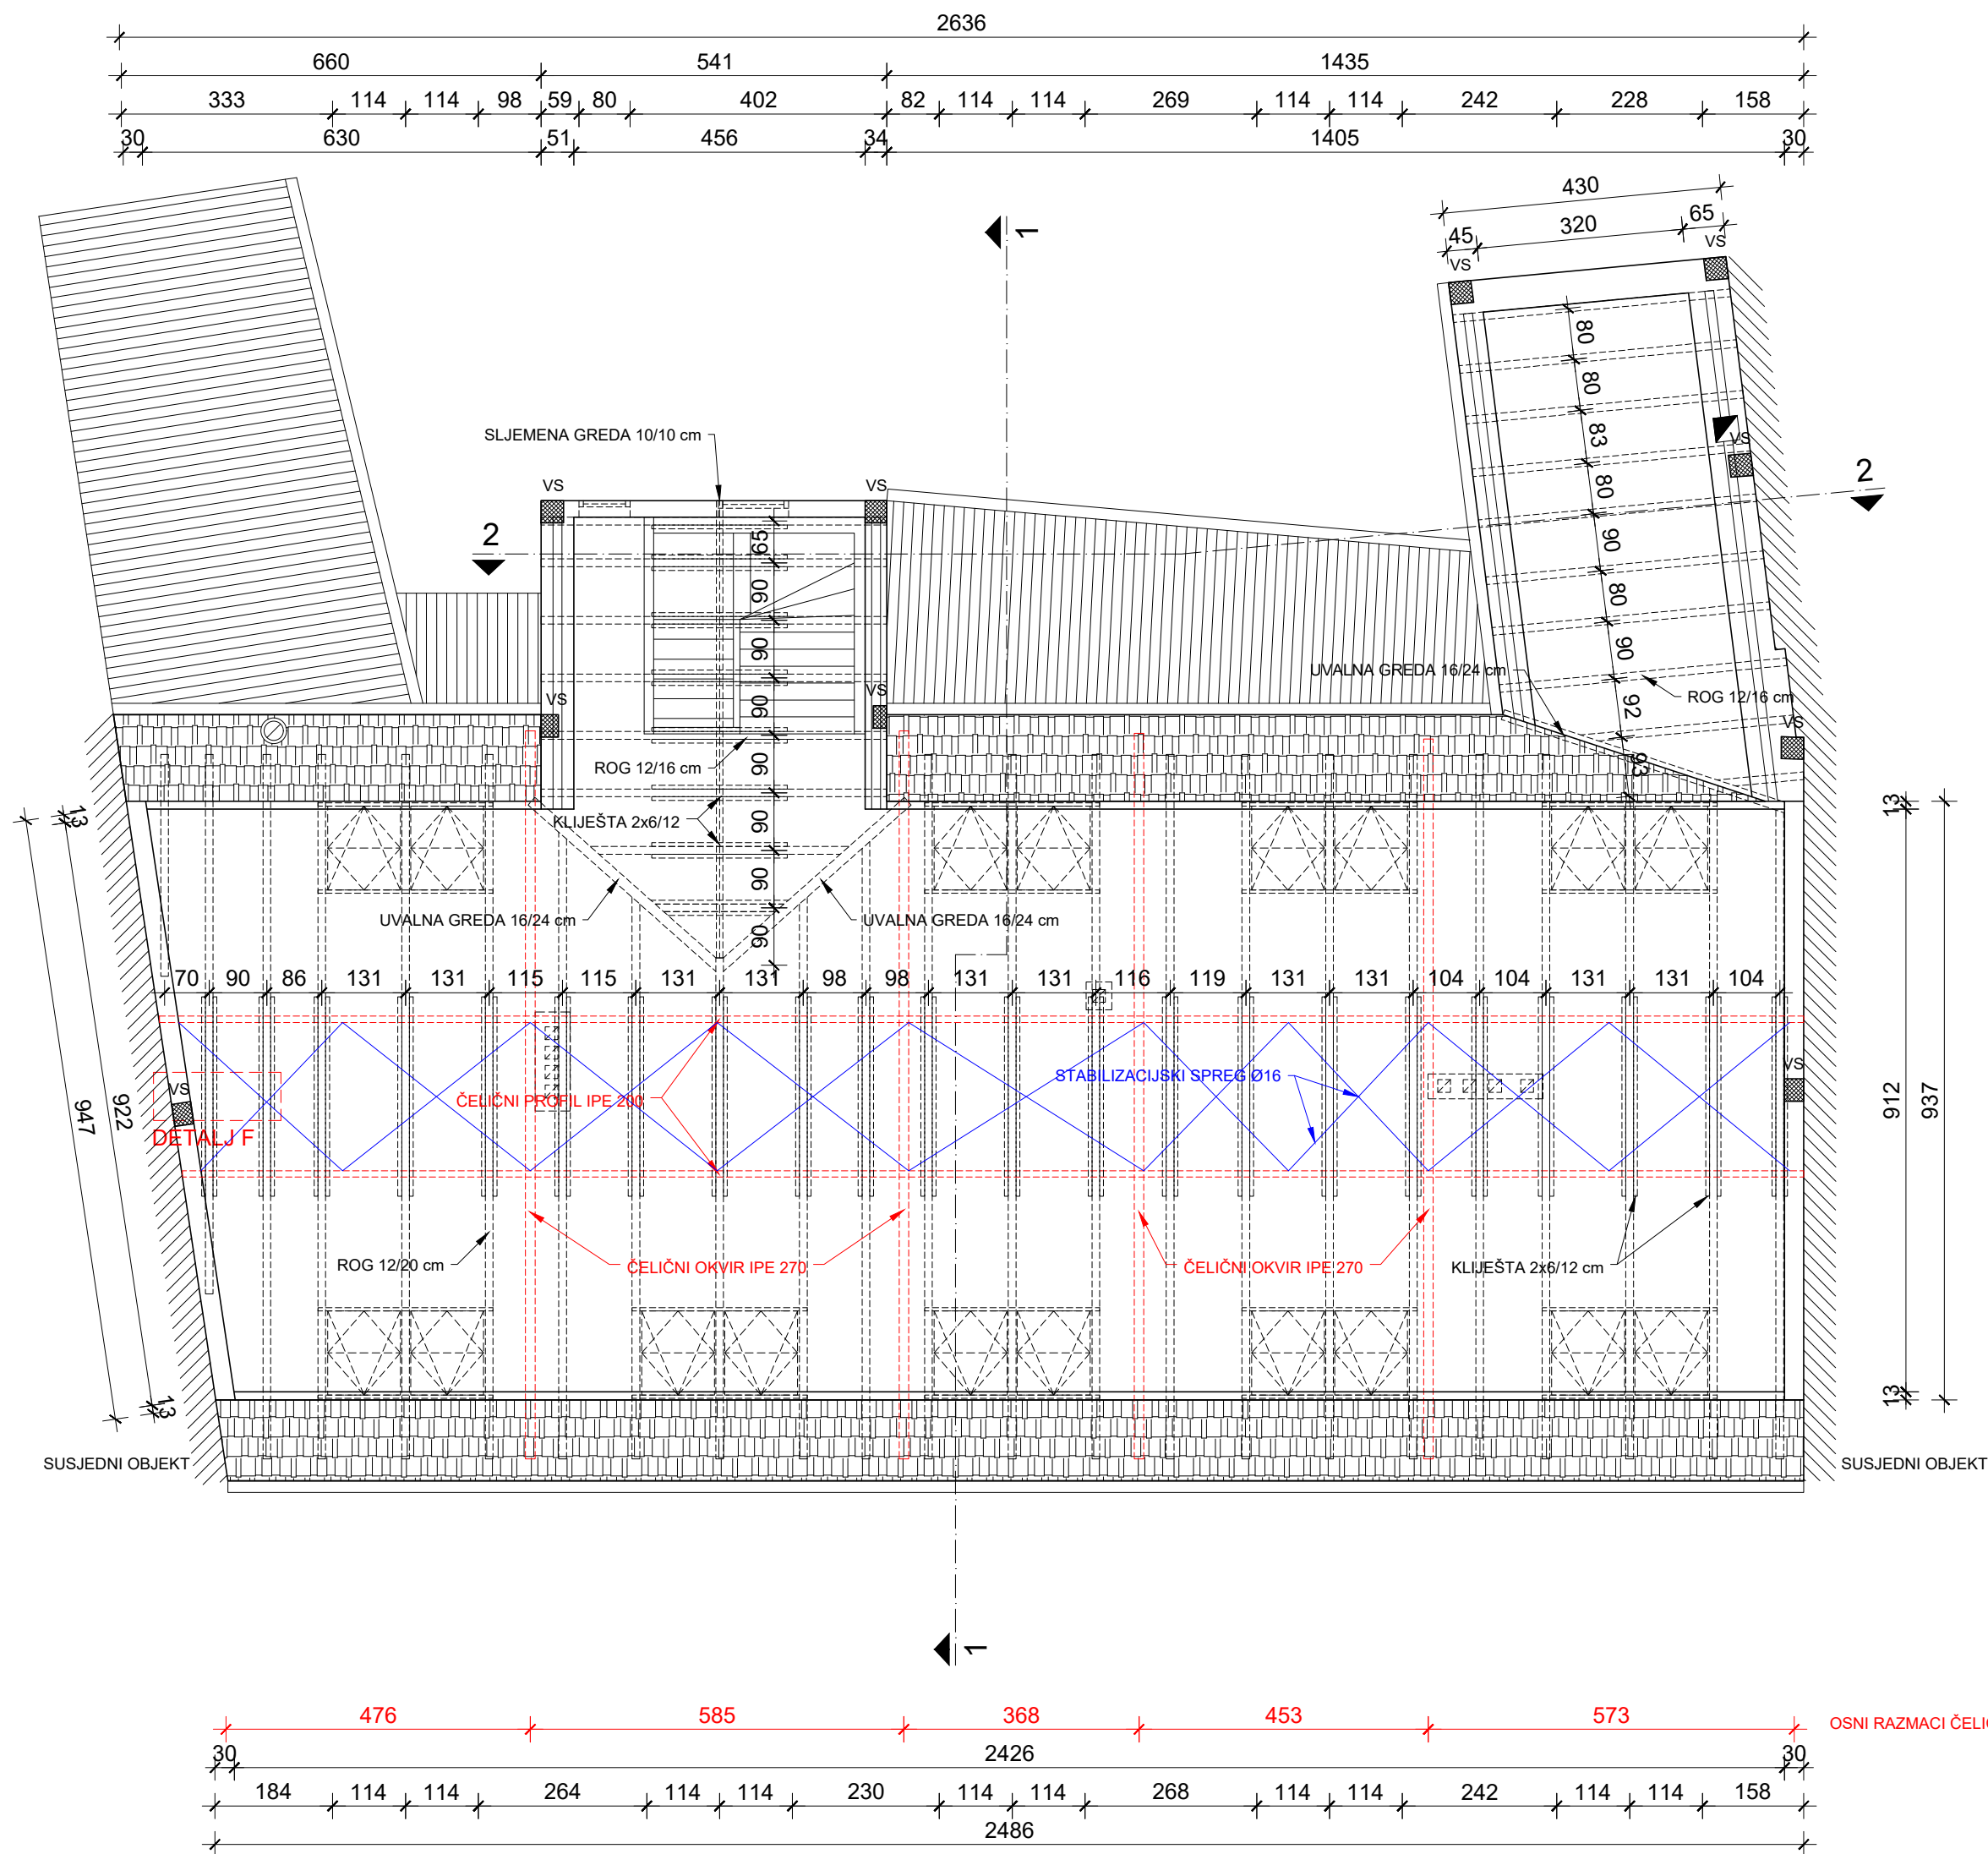 2636
660 541 1435
333 114 114 98 59 80 402 82 114 114 269 114 114 242 228 158
30 630 51 456 34 1405 30
430
45 320 65
VS
VS
1
80
80
83
80
90
80
90
92
93
VS
2
SLJEMENA GREDA 10/10 cm
VS
VS
2
65
90
90
90
90
90
90
90
UVALNA GREDA 16/24 cm
ROG 12/16 cm
VS
VS
VS
ROG 12/16 cm
KLIJEŠTA 2x6/12
UVALNA GREDA 16/24 cm
UVALNA GREDA 16/24 cm
13
13
70 90 86 131 131 115 115 131 131 98 98 131 131 116 119 131 131 104 104 131 131 104
STABILIZACIJSKI SPREG Ø16
ČELIČNI PROFIL IPE 200
VS
VS
DETALJ F
947
922
912
937
ROG 12/20 cm
ČELIČNI OKVIR IPE 270
ČELIČNI OKVIR IPE 270
KLIJEŠTA 2x6/12 cm
13
13
SUSJEDNI OBJEKT
SUSJEDNI OBJEKT
1
476 585 368 453 573
OSNI RAZMACI
30 2426 30
184 114 114 264 114 114 230 114 114 268 114 114 242 114 114 158
2486